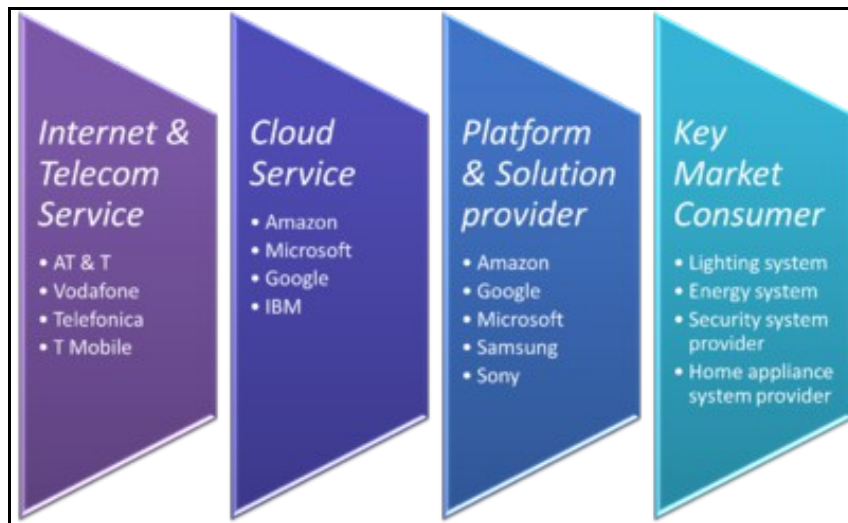 Internet &
Telecom
Service
• AT & T
• Vodafone
• Telefonica
• T Mobile
Cloud
Service
• Amazon
• Microsoft
• Google
• IBM
Platform
& Solution
provider
• Amazon
• Google
• Microsoft
• Samsung
• Sony
Key
Market
Consumer
• Lighting system
• Energy system
• Security system
provider
• Home appliance
system provider